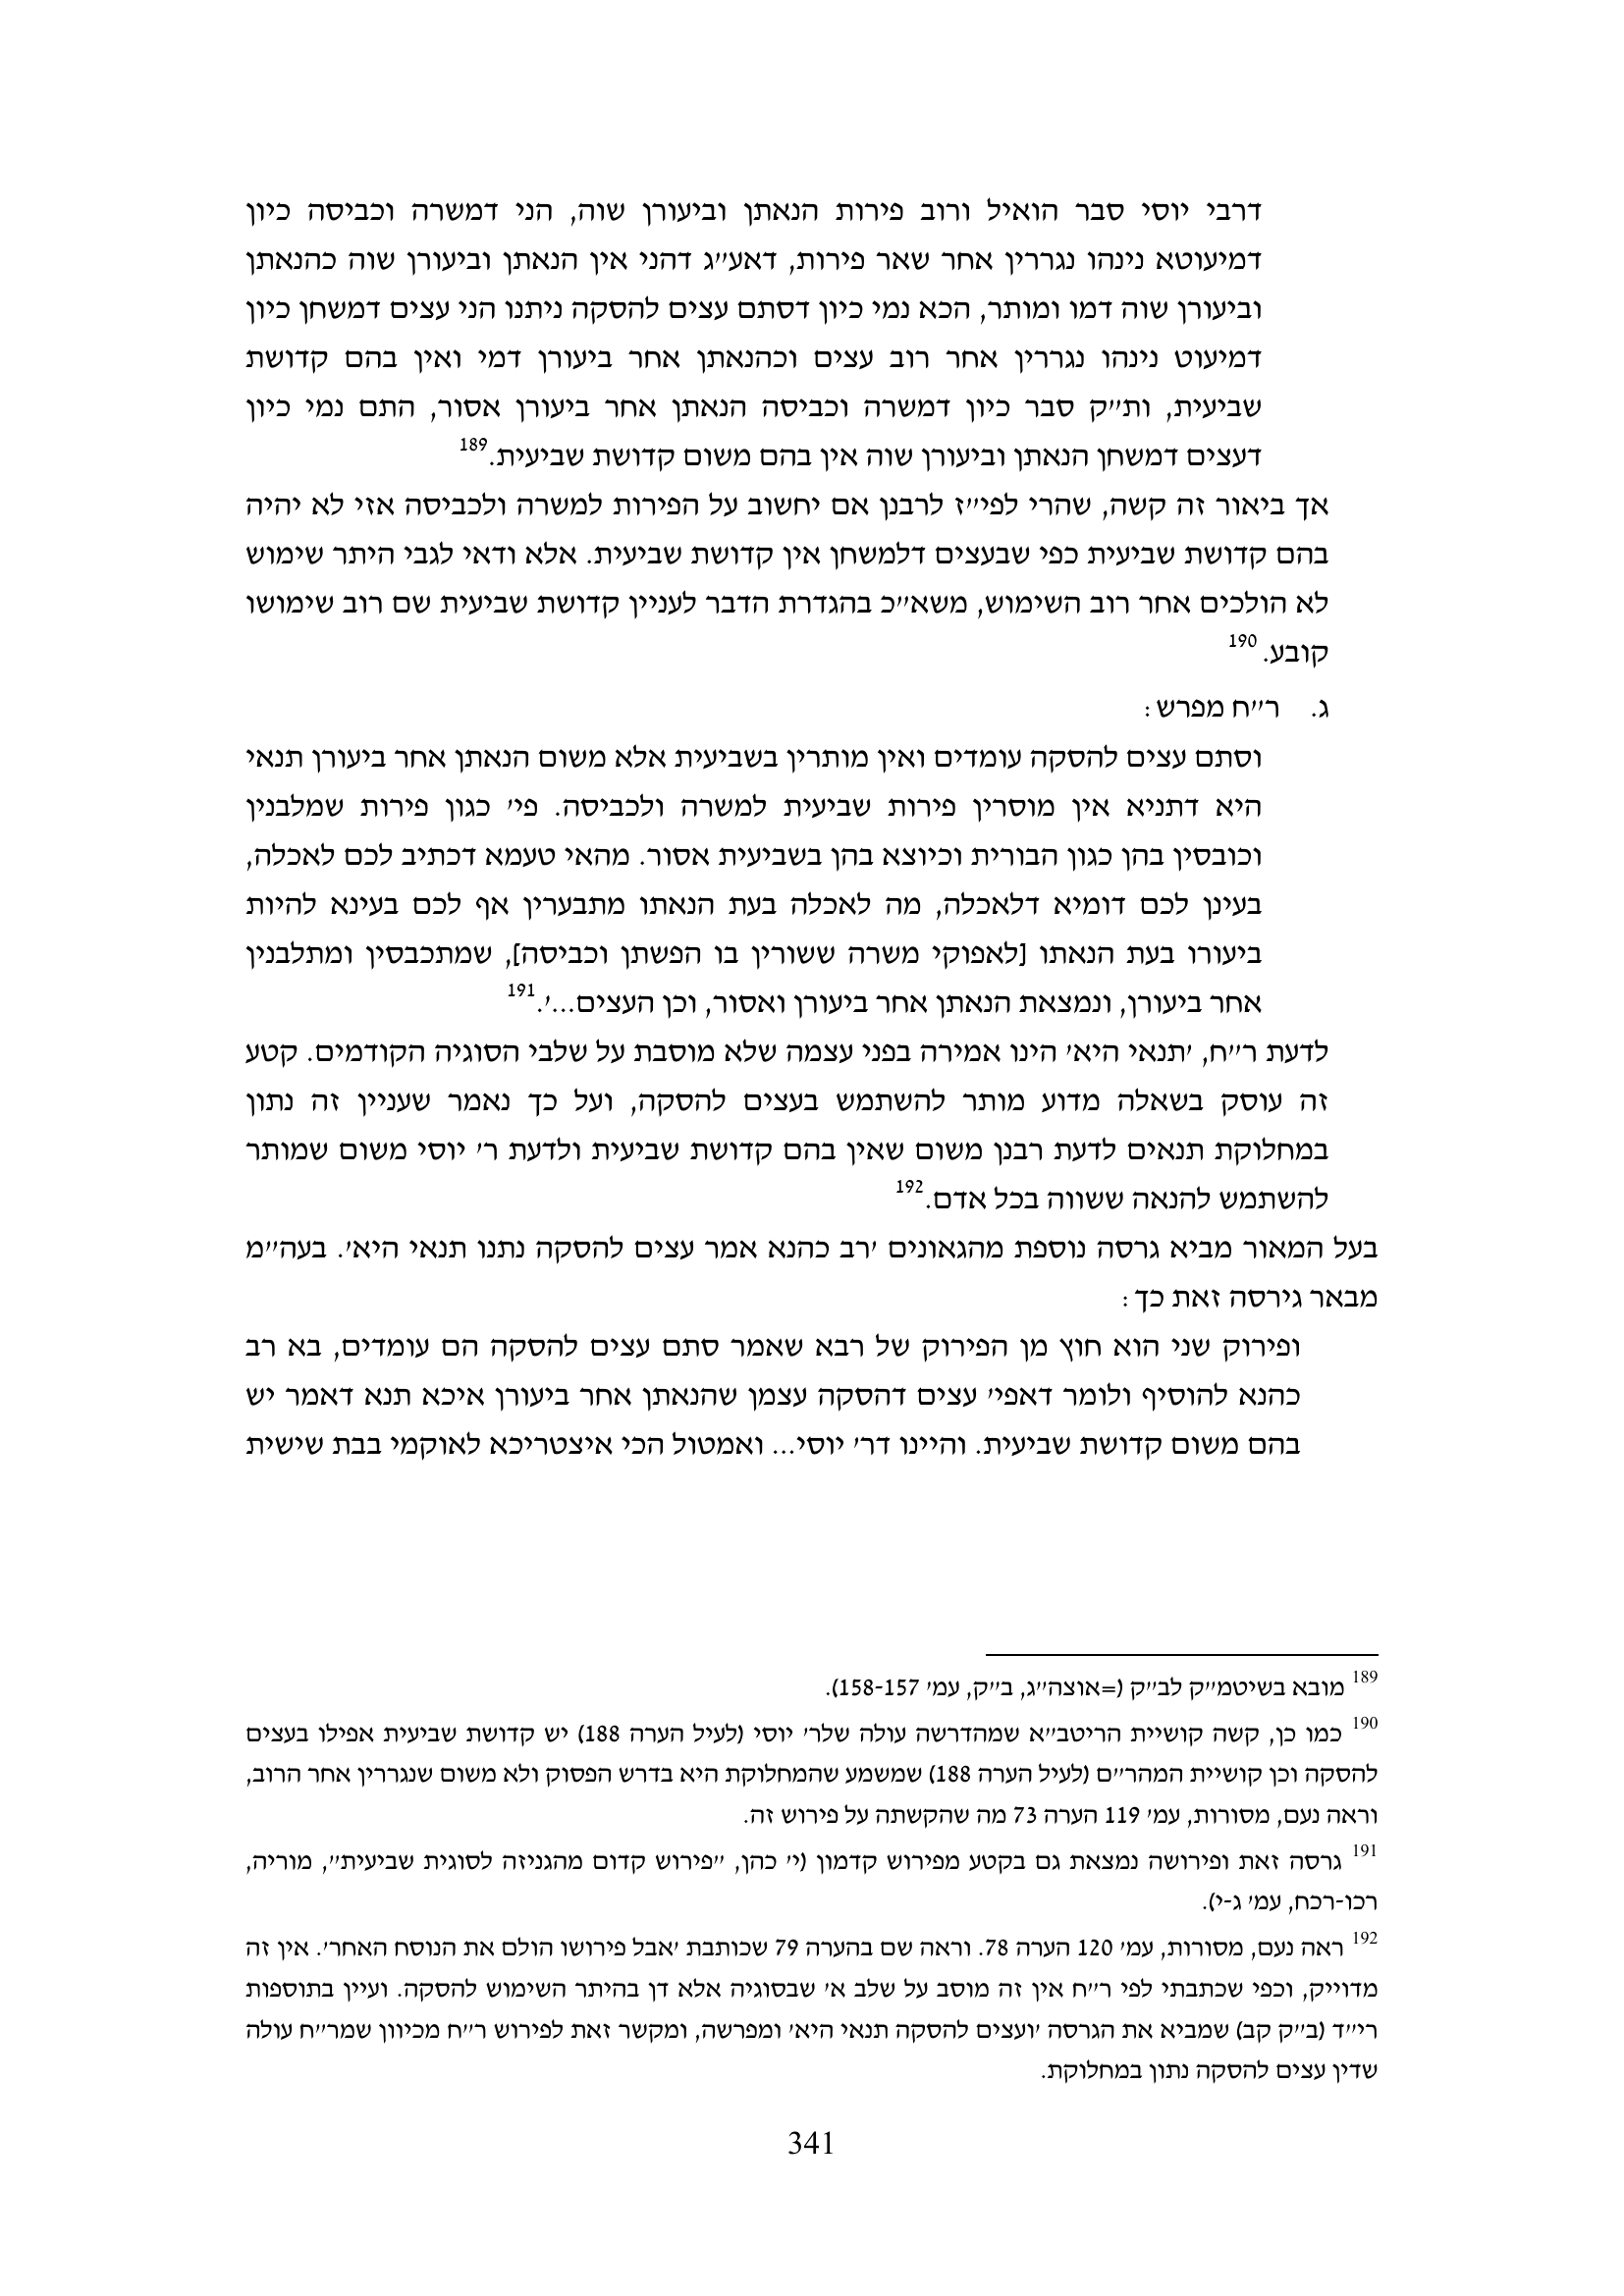 דרבי יוסי סבר הואיל ורוב פירות הנאתן וביעורן שוה, הני דמשרה וכביסה כיון
דמיעוטא נינהו נגררין אחר שאר פירות, דאע״ג דהני אין הנאתן וביעורן שוה כהנאתן
וביעורן שוה דמו ומותר, הכא נמי כיון דסתם עצים להסקה ניתנו הני עצים דמשחן כיון
דמיעוט נינהו נגררין אחר רוב עצים וכהנאתן אחר ביעורן דמי ואין בהם קדושת
שביעית, ות״ק סבר כיון דמשרה וכביסה הנאתן אחר ביעורן אסור, התם נמי כיון
דעצים דמשחן הנאתן וביעורן שוה אין בהם משום קדושת שביעית.189
אך ביאור זה קשה, שהרי לפי״ז לרבנן אם יחשוב על הפירות למשרה ולכביסה אזי לא יהיה
בהם קדושת שביעית כפי שבעצים דלמשחן אין קדושת שביעית. אלא ודאי לגבי היתר שימוש
לא הולכים אחר רוב השימוש, משא״כ בהגדרת הדבר לעניין קדושת שביעית שם רוב שימושו
קובע. 190
ג. ר״ח מפרש:
וסתם עצים להסקה עומדים ואין מותרין בשביעית אלא משום הנאתן אחר ביעורן תנאי
היא דתניא אין מוסרין פירות שביעית למשרה ולכביסה. פי׳ כגון פירות שמלבנין
וכובסין בהן כגון הבורית וכיוצא בהן בשביעית אסור. מהאי טעמא דכתיב לכם לאכלה,
בעינן לכם דומיא דלאכלה, מה לאכלה בעת הנאתו מתבערין אף לכם בעינא להיות
ביעורו בעת הנאתו [לאפוקי משרה ששורין בו הפשתן וכביסה], שמתכבסין ומתלבנין
אחר ביעורן, ונמצאת הנאתן אחר ביעורן ואסור, וכן העצים...׳.191
לדעת ר״ח, ׳תנאי היא׳ הינו אמירה בפני עצמה שלא מוסבת על שלבי הסוגיה הקודמים. קטע
זה עוסק בשאלה מדוע מותר להשתמש בעצים להסקה, ועל כך נאמר שעניין זה נתון
במחלוקת תנאים לדעת רבנן משום שאין בהם קדושת שביעית ולדעת ר׳ יוסי משום שמותר
להשתמש להנאה ששווה בכל אדם.192
בעל המאור מביא גרסה נוספת מהגאונים ׳רב כהנא אמר עצים להסקה נתנו תנאי היא׳. בעה״מ
מבאר גירסה זאת כך:
ופירוק שני הוא חוץ מן הפירוק של רבא שאמר סתם עצים להסקה הם עומדים, בא רב
כהנא להוסיף ולומר דאפי׳ עצים דהסקה עצמן שהנאתן אחר ביעורן איכא תנא דאמר יש
בהם משום קדושת שביעית. והיינו דר׳ יוסי... ואמטול הכי איצטריכא לאוקמי בבת שישית
189 מובא בשיטמ״ק לב״ק (=אוצה״ג, ב״ק, עמ׳ 158-157).
190 כמו כן, קשה קושיית הריטב״א שמהדרשה עולה שלר׳ יוסי (לעיל הערה 188) יש קדושת שביעית אפילו בעצים
להסקה וכן קושיית המהר״ם (לעיל הערה 188) שמשמע שהמחלוקת היא בדרש הפסוק ולא משום שנגררין אחר הרוב,
וראה נעם, מסורות, עמ׳ 119 הערה 73 מה שהקשתה על פירוש זה.
191 גרסה זאת ופירושה נמצאת גם בקטע מפירוש קדמון (י׳ כהן, ״פירוש קדום מהגניזה לסוגית שביעית״, מוריה,
רכו-רכח, עמ׳ ג-י).
192 ראה נעם, מסורות, עמ׳ 120 הערה 78. וראה שם בהערה 79 שכותבת ׳אבל פירושו הולם את הנוסח האחר׳. אין זה
מדוייק, וכפי שכתבתי לפי ר״ח אין זה מוסב על שלב א׳ שבסוגיה אלא דן בהיתר השימוש להסקה. ועיין בתוספות
רי״ד (ב״ק קב) שמביא את הגרסה ׳ועצים להסקה תנאי היא׳ ומפרשה, ומקשר זאת לפירוש ר״ח מכיוון שמר״ח עולה
שדין עצים להסקה נתון במחלוקת.
341